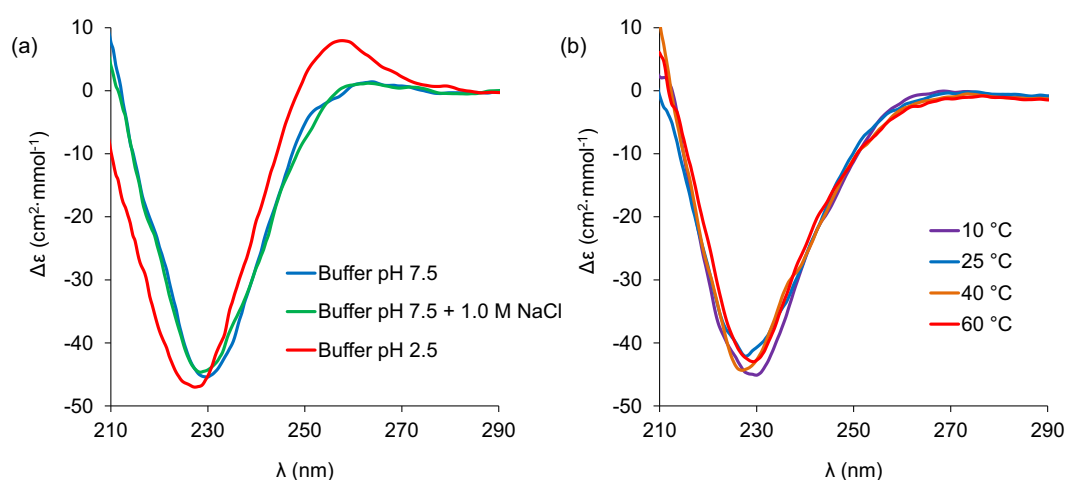 (a)
10
0
-10
-20
-30
-40
-50
Δε (cm²·mmol⁻¹)
Buffer pH 7.5
Buffer pH 7.5 + 1.0 M NaCl
Buffer pH 2.5
210
230
250
270
290
λ (nm)
(b)
10
0
-10
-20
-30
-40
-50
Δε (cm²·mmol⁻¹)
10 °C
25 °C
40 °C
60 °C
210
230
250
270
290
λ (nm)